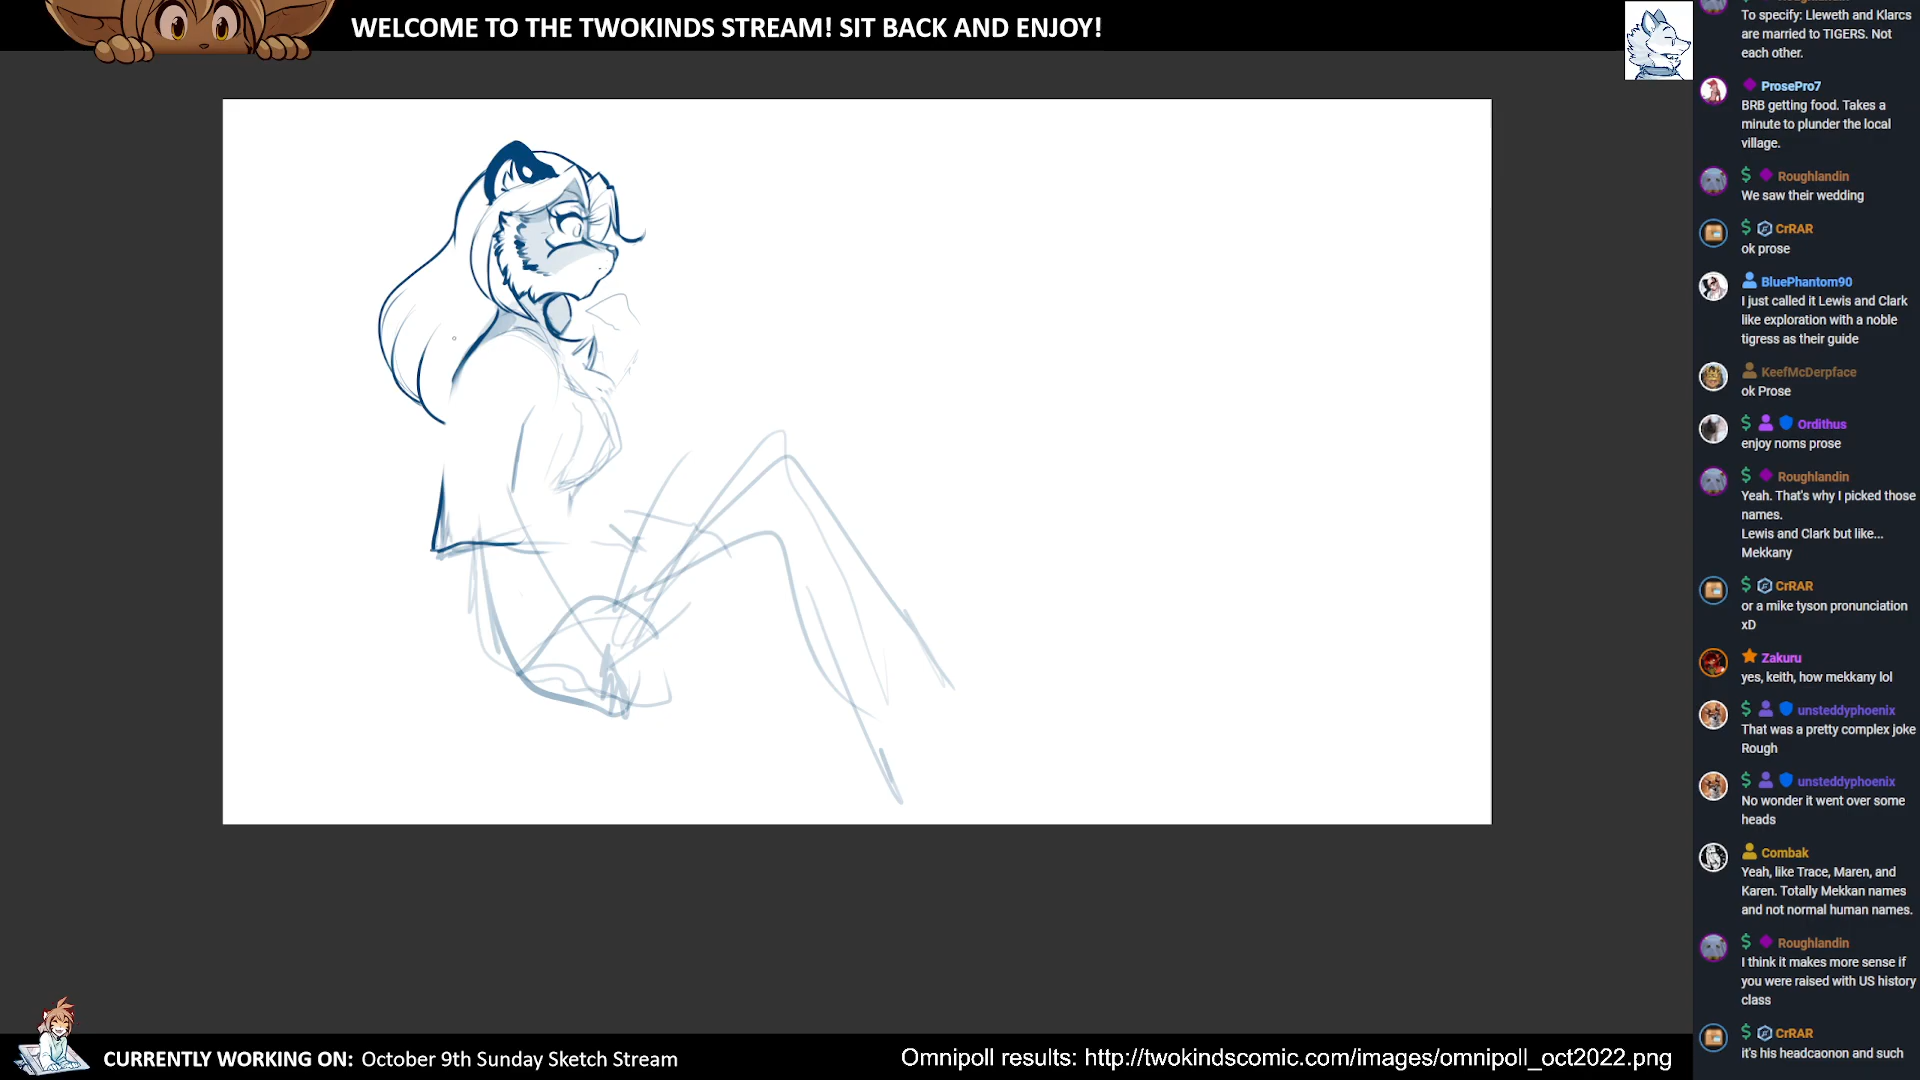 WELCOME TO THE TWOKINDS STREAM! SIT BACK AND ENJOY!
To specify: Lleweth and Klarcs
are married to TIGERS. Not
each other.
ProsePro7
BRB getting food. Takes a
minute to plunder the local
village.
Roughlandin
We saw their wedding
CrRAR
ok prose
BluePhantom90
I just called it Lewis and Clark
like exploration with a noble
tigress as their guide
KeefMcDerpface
ok Prose
Ordithus
enjoy noms prose
Roughlandin
Yeah. That's why I picked those
names.
Lewis and Clark but like...
Mekkany
CrRAR
or a mike tyson pronunciation
xD
Zakuru
yes, keith, how mekkany lol
unsteddyphoenix
That was a pretty complex joke
Rough
unsteddyphoenix
No wonder it went over some
heads
Combak
Yeah, like Trace, Maren, and
Karen. Totally Mekkan names
and not normal human names.
Roughlandin
I think it makes more sense if
you were raised with US history
class
CrRAR
it's his headcaonon and such
CURRENTLY WORKING ON: October 9th Sunday Sketch Stream
Omnipoll results: http://twokindscomic.com/images/omnipoll_oct2022.png